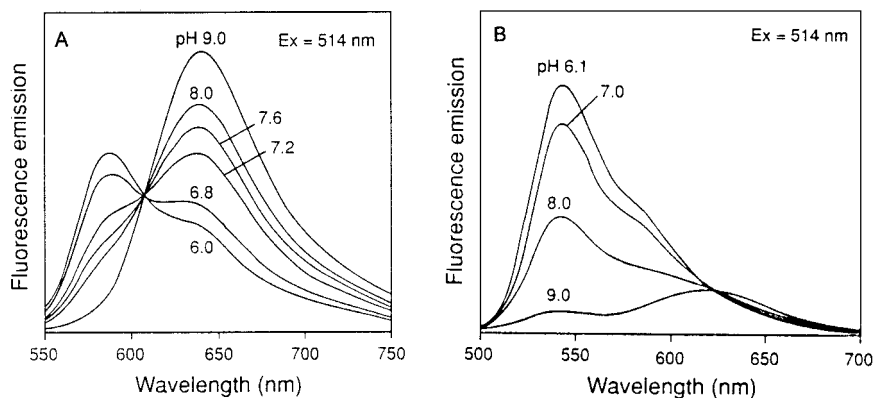 A
pH 9.0
Ex = 514 nm
8.0
7.6
7.2
6.8
6.0
Fluorescence emission
550
600
650
700
750
Wavelength (nm)
B
Ex = 514 nm
pH 6.1
7.0
8.0
9.0
Fluorescence emission
500
550
600
650
700
Wavelength (nm)